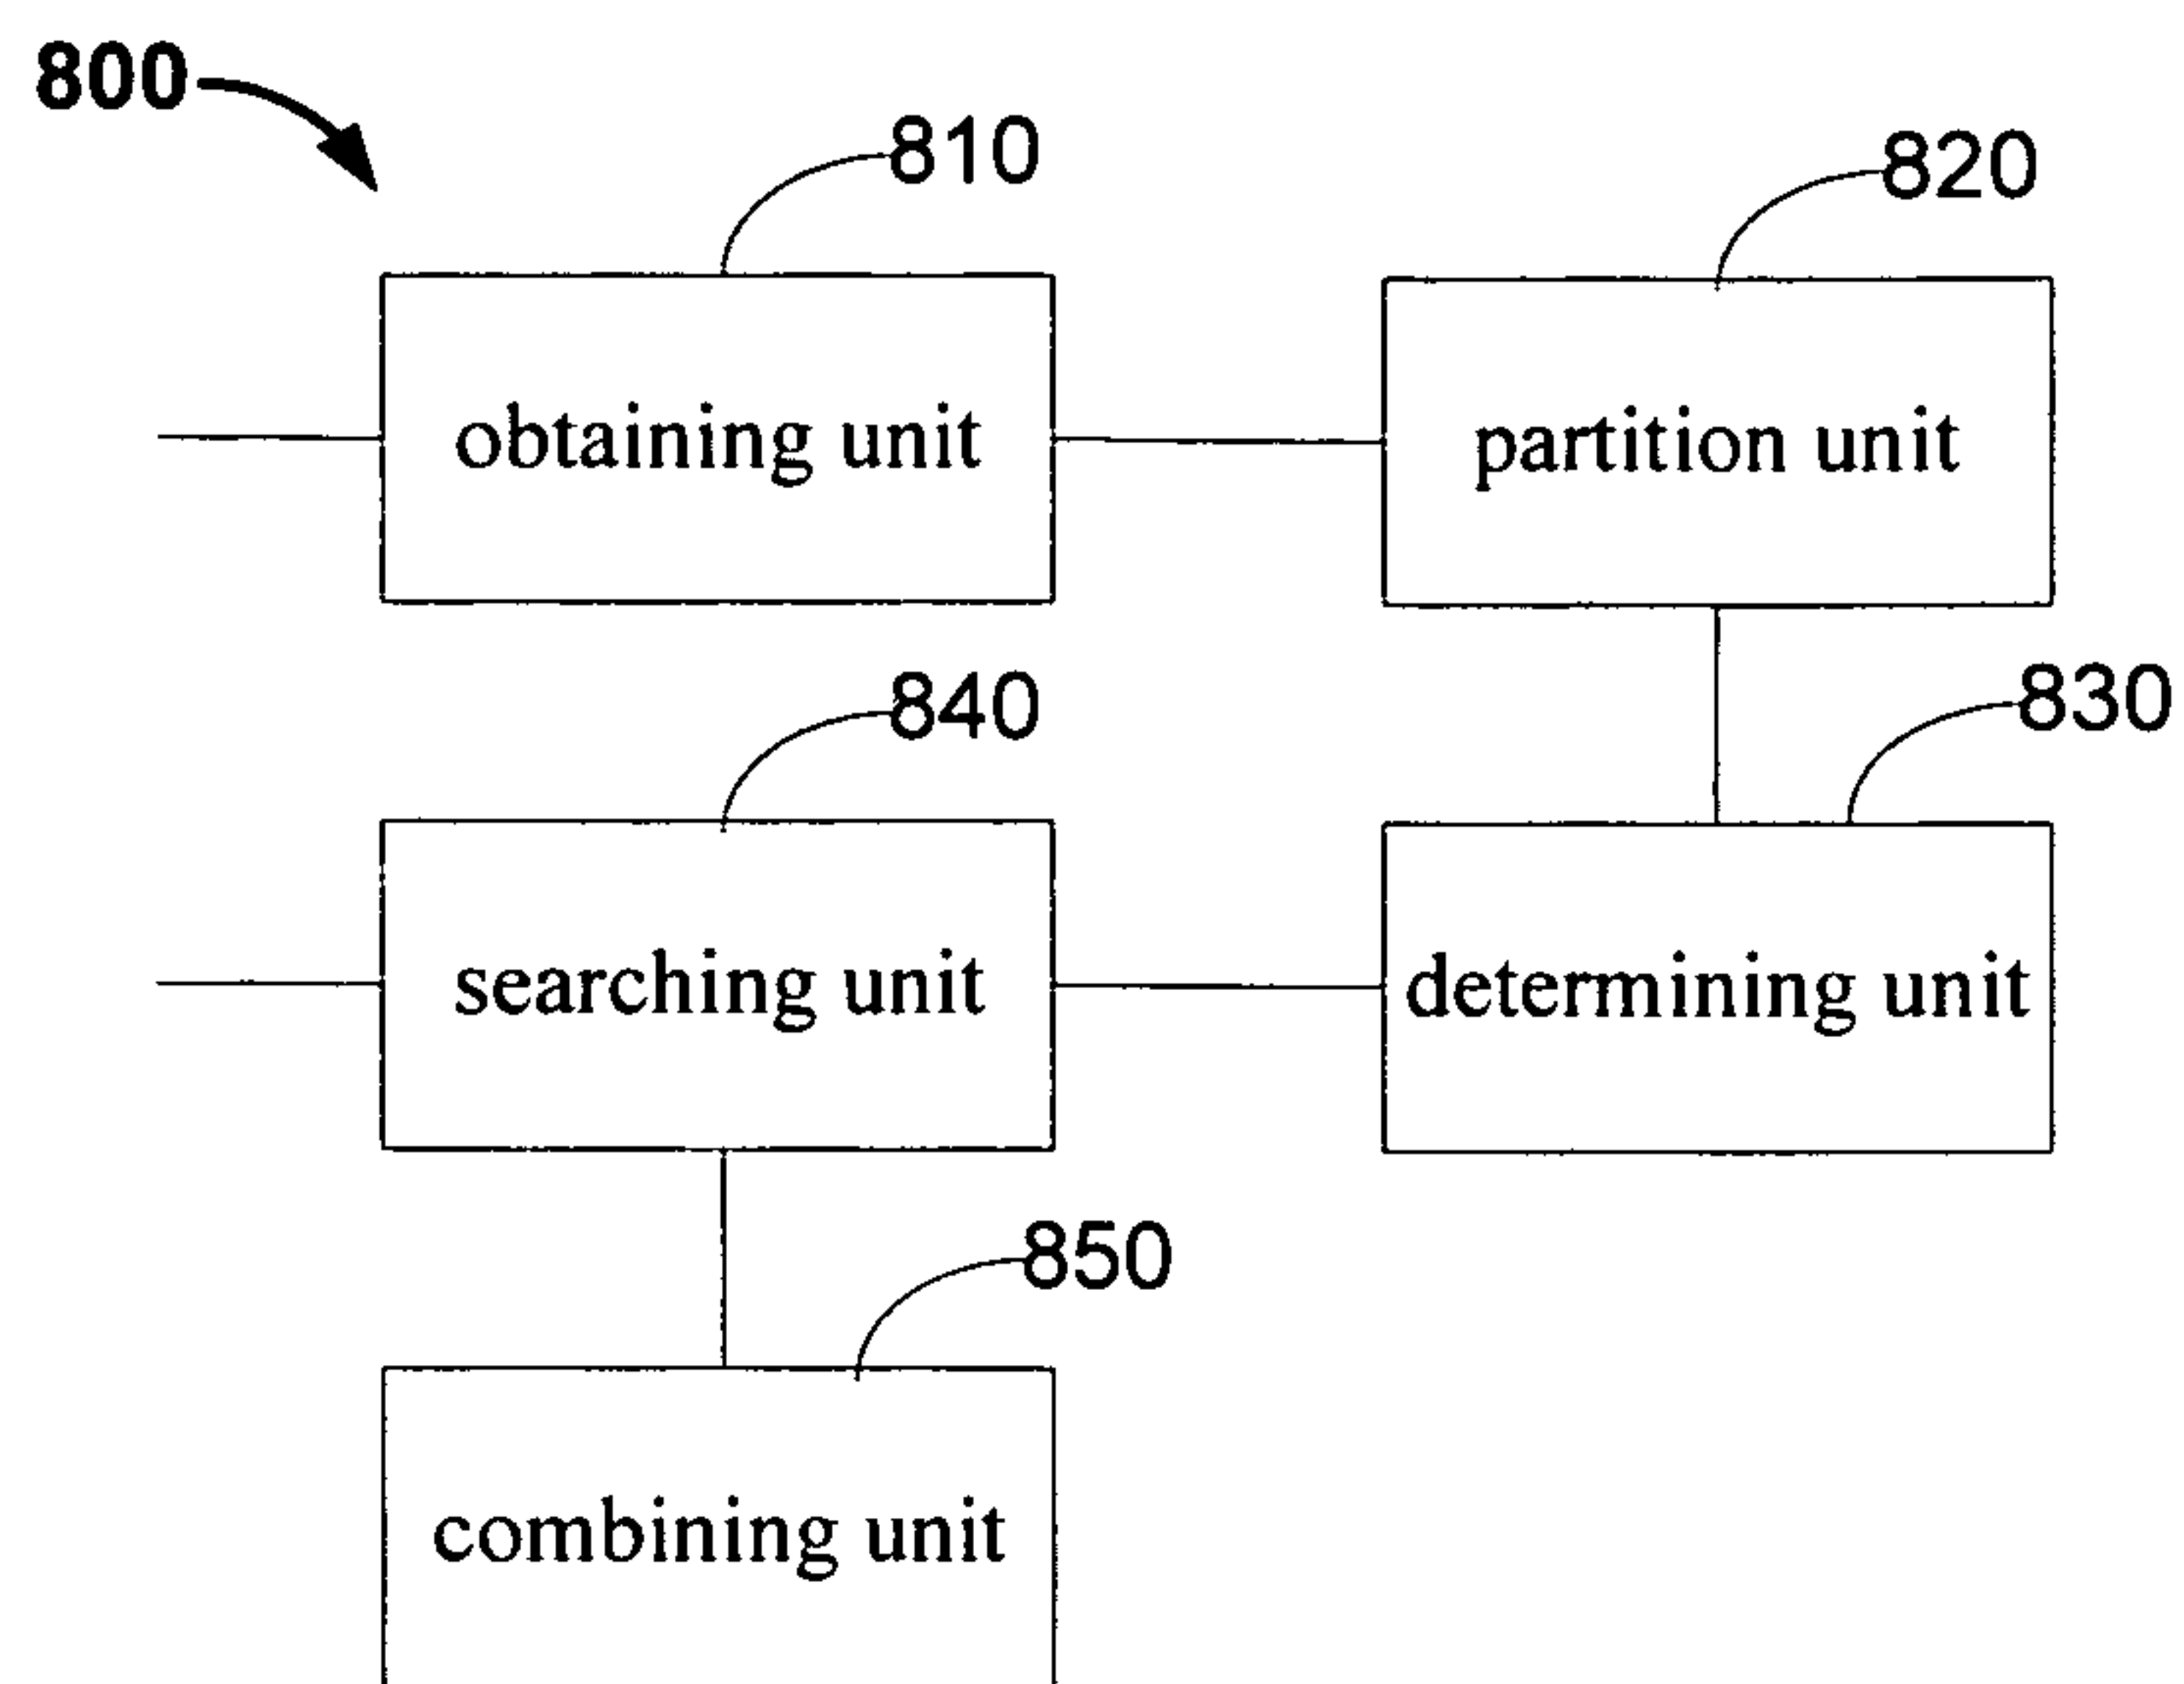 800
810
820
obtaining unit
partition unit
840
830
searching unit
determining unit
850
combining unit